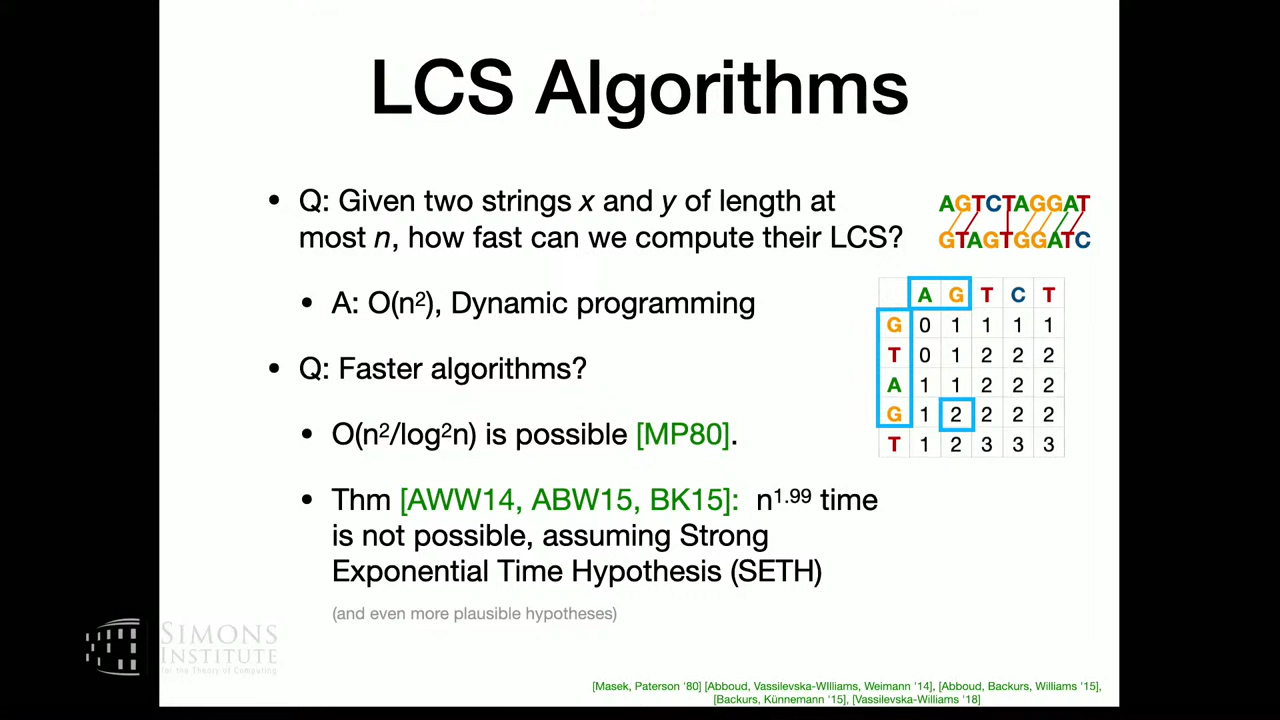 LCS Algorithms
• Q: Given two strings x and y of length at
most n, how fast can we compute their LCS?
AGTCTAGGAT
GTAGTGGATC
• A: O(n²), Dynamic programming
• Q: Faster algorithms?
• O(n²/log²n) is possible [MP80].
• Thm [AWW14, ABW15, BK15]: n¹·⁹⁹ time
is not possible, assuming Strong
Exponential Time Hypothesis (SETH)
(and even more plausible hypotheses)
A G T C T
G 0 1 1 1 1
T 0 1 2 2 2
A 1 1 2 2 2
G 1 2 2 2 2
T 1 2 3 3 3
SIMONS
INSTITUTE
for the Theory of Computing
[Masek, Paterson '80] [Abboud, Vassilevska-WIlliams, Weimann '14], [Abboud, Backurs, Williams '15],
[Backurs, Künnemann '15], [Vassilevska-Williams '18]